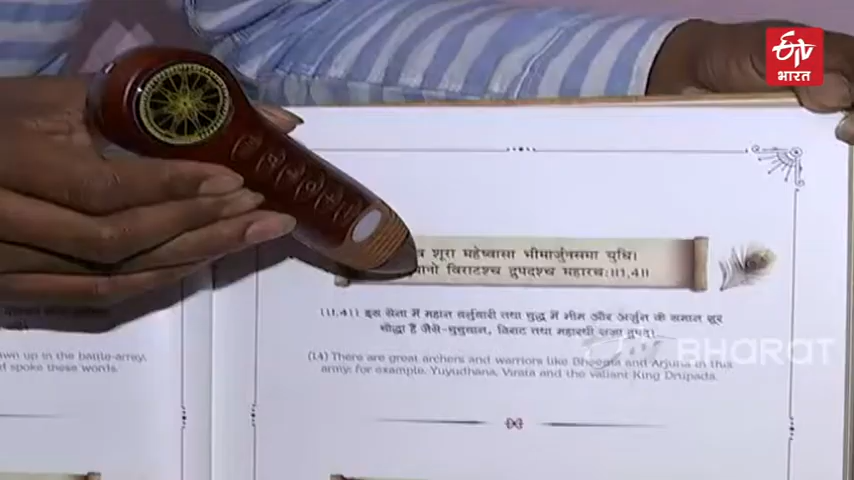 ETV
भारत
शूरा महेष्वासा भीमार्जुनसमा युधि।
विराटश्च द्रुपदश्च महारथः।।1.4।।
।।1.4।। इस सेना में महान धनुर्धारी तथा युद्ध में भीम और अर्जुन के समान शूर
योद्धा हैं जैसे-युयुधान, विराट तथा महारथी राजा द्रुपद।
BHARAT
(1.4) There are great archers and warriors like Bheema and Arjuna in this
army: for example. Yuyudhana, Virata and the valiant King Drupada.
up in the battle-array,
spoke these words.